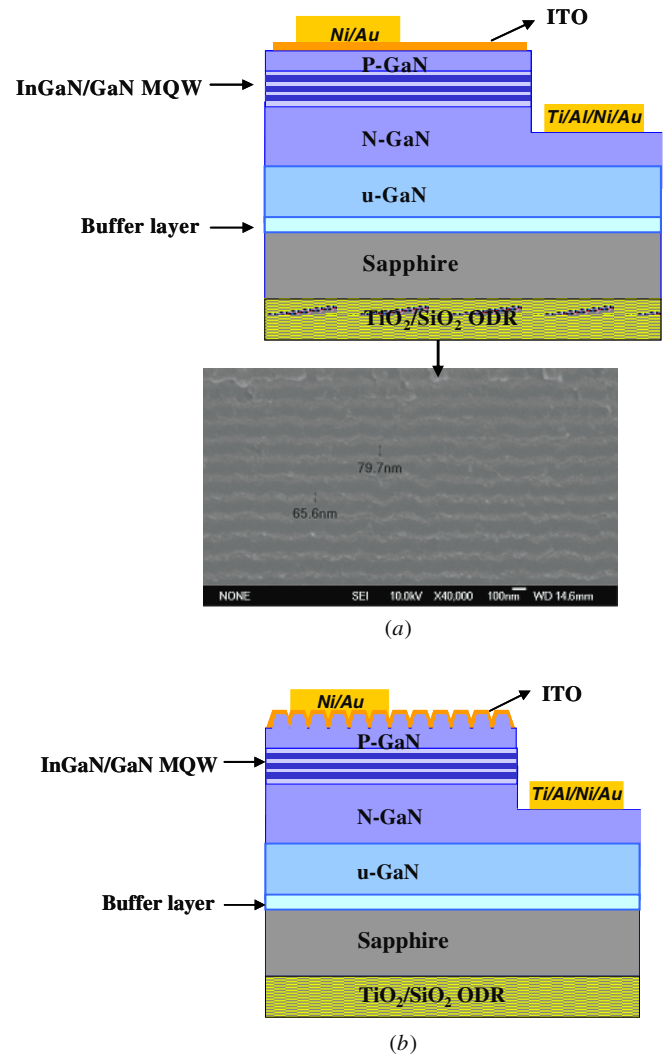 Ni/Au
ITO
P-GaN
InGaN/GaN MQW
Ti/Al/Ni/Au
N-GaN
u-GaN
Buffer layer
Sapphire
TiO₂/SiO₂ ODR
79.7nm
65.6nm
NONE SEI 10.0kV X40,000 100nm WD 14.6mm
(a)
Ni/Au
ITO
P-GaN
InGaN/GaN MQW
Ti/Al/Ni/Au
N-GaN
u-GaN
Buffer layer
Sapphire
TiO₂/SiO₂ ODR
(b)